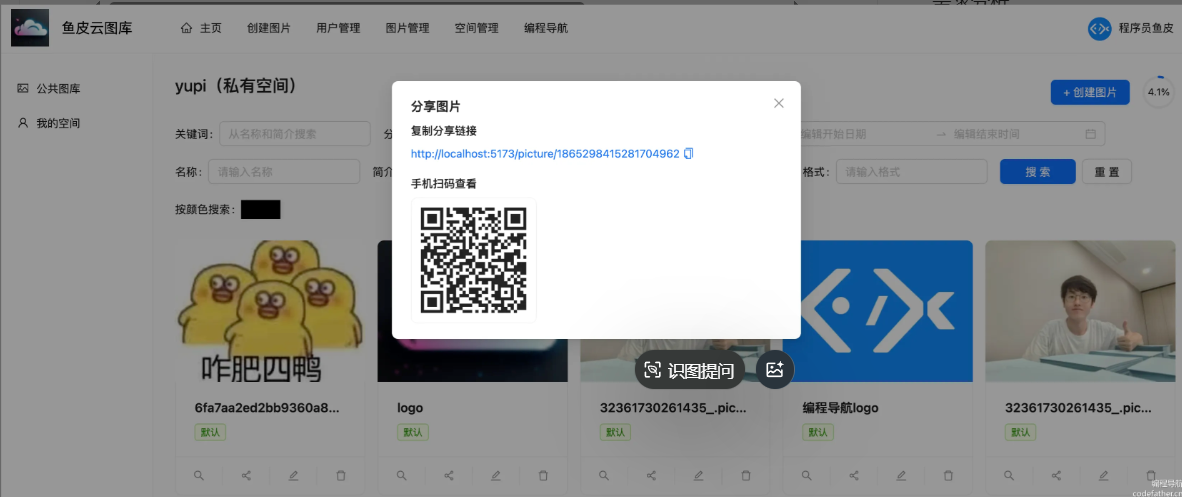 鱼皮云图库 主页 创建图片 用户管理 图片管理 空间管理 编程导航 程序员鱼皮
公共图库
我的空间
yupi（私有空间）
+ 创建图片 4.1%
关键词： 从名称和简介搜索
编辑开始日期 → 编辑结束时间
名称： 请输入名称
格式： 请输入格式 搜 索 重 置
按颜色搜索：
分享图片
复制分享链接
http://localhost:5173/picture/1865298415281704962
手机扫码查看
识图提问
咋肥四鸭
6fa7aa2ed2bb9360a8... logo 32361730261435_.pic... 编程导航logo 32361730261435_.pic...
默认 默认 默认 默认 默认
编程导航
codefather.cn